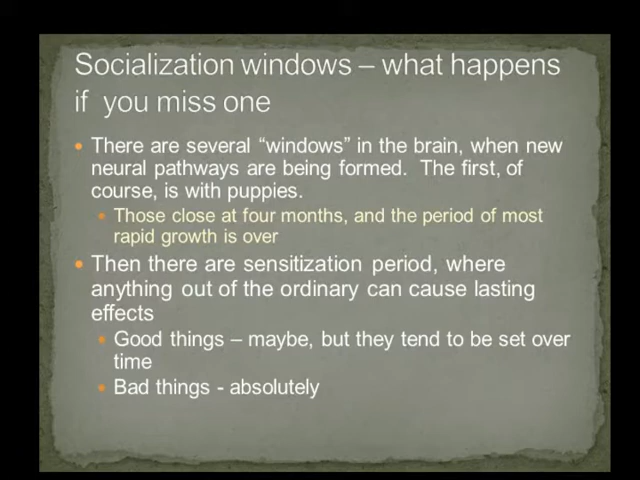 Socialization windows – what happens
if you miss one
• There are several “windows” in the brain, when new
neural pathways are being formed. The first, of
course, is with puppies.
• Those close at four months, and the period of most
rapid growth is over
• Then there are sensitization period, where
anything out of the ordinary can cause lasting
effects
• Good things – maybe, but they tend to be set over
time
• Bad things - absolutely